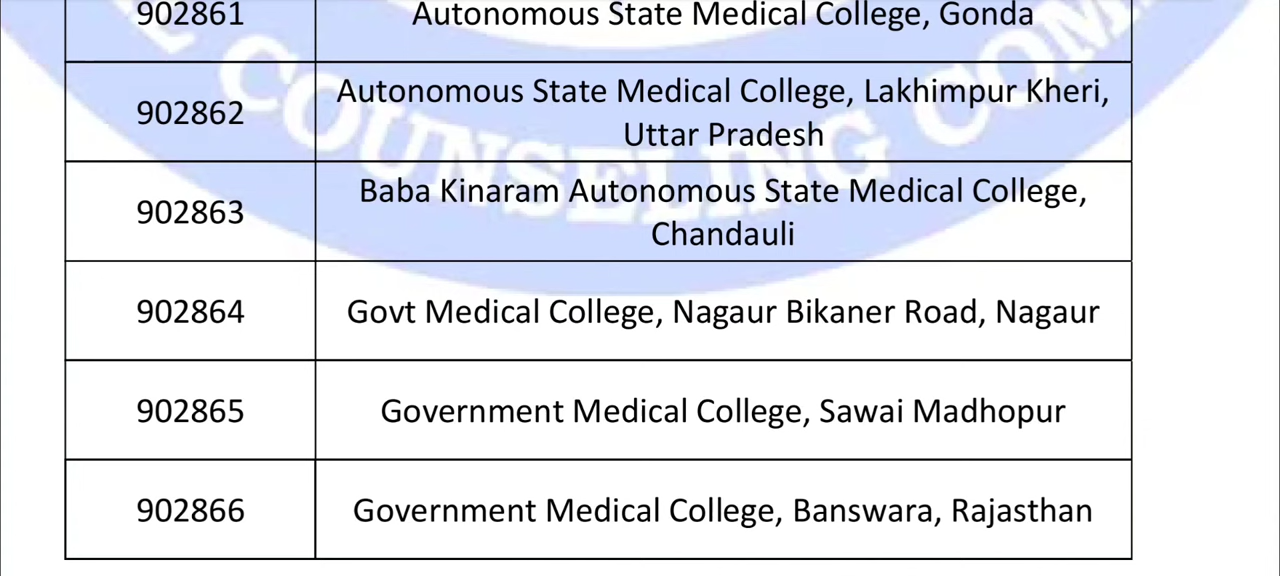 902861 Autonomous State Medical College, Gonda
902862 Autonomous State Medical College, Lakhimpur Kheri,
Uttar Pradesh
902863 Baba Kinaram Autonomous State Medical College,
Chandauli
902864 Govt Medical College, Nagaur Bikaner Road, Nagaur
902865 Government Medical College, Sawai Madhopur
902866 Government Medical College, Banswara, Rajasthan
COUNSELING